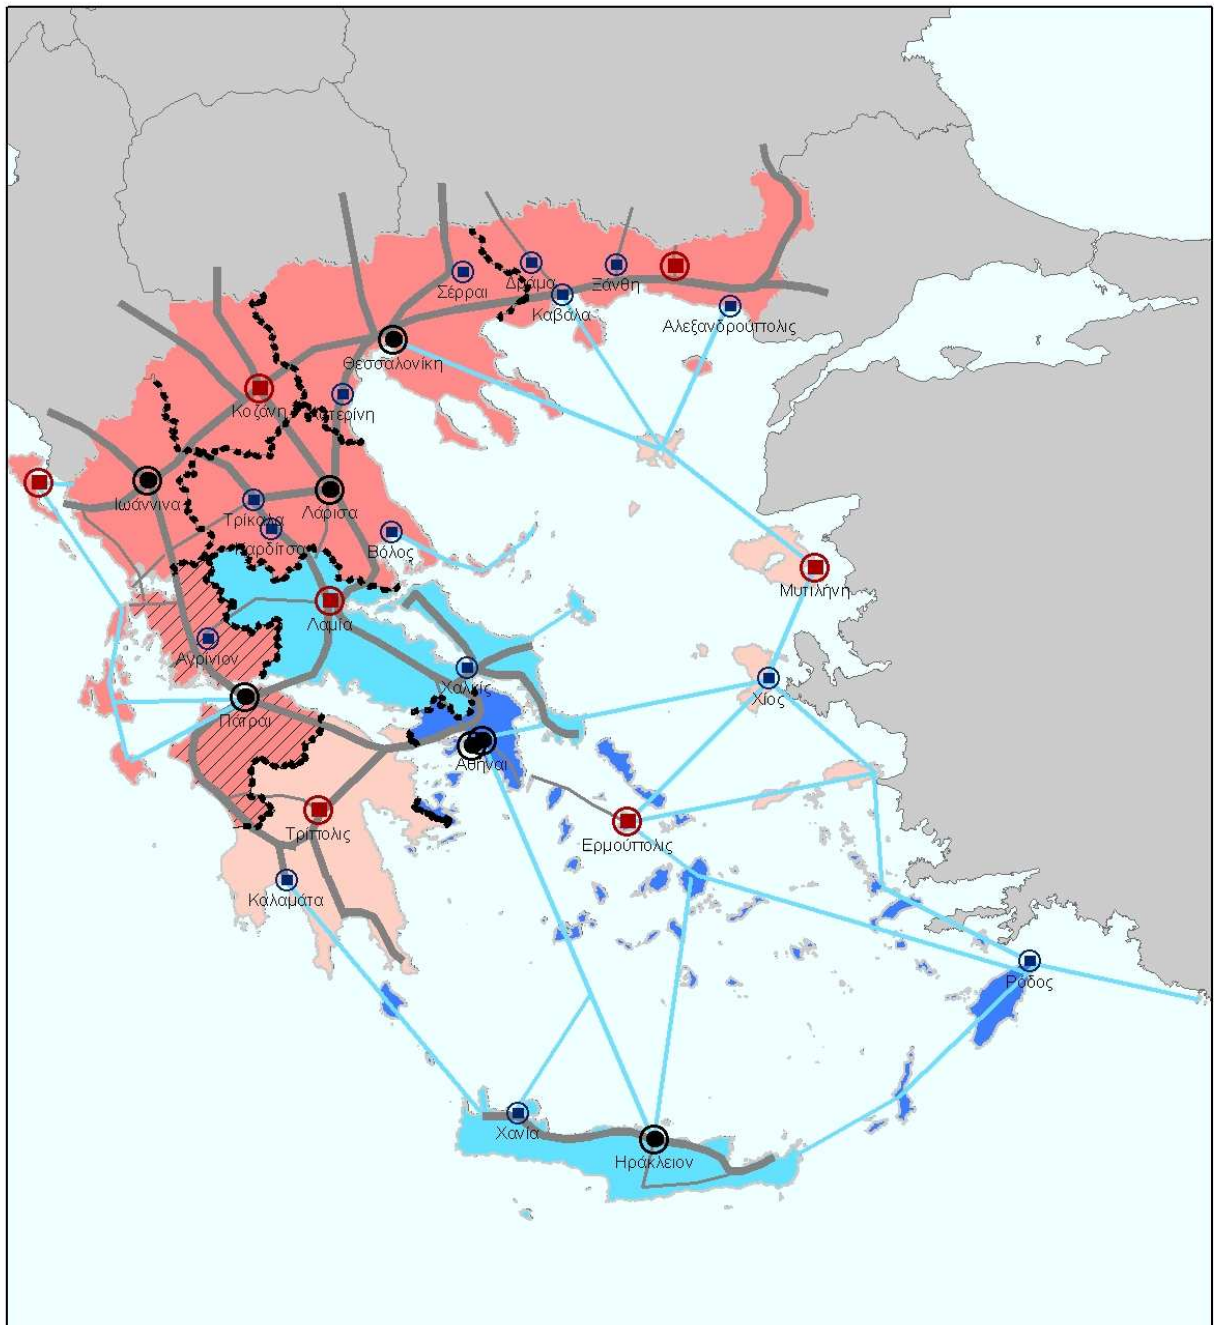 Δράμα
Ξάνθη
Σέρραι
Καβάλα
Αλεξανδρούπολις
Θεσσαλονίκη
Κοζάνη
Κατερίνη
Ιωάννινα
Λάρισα
Τρίκαλα
Καρδίτσα
Βόλος
Μυτιλήνη
Λαμία
Αγρίνιον
Χαλκίς
Χίος
Πάτραι
Αθήναι
Τρίπολις
Ερμούπολις
Καλαμάτα
Ρόδος
Χανία
Ηράκλειον